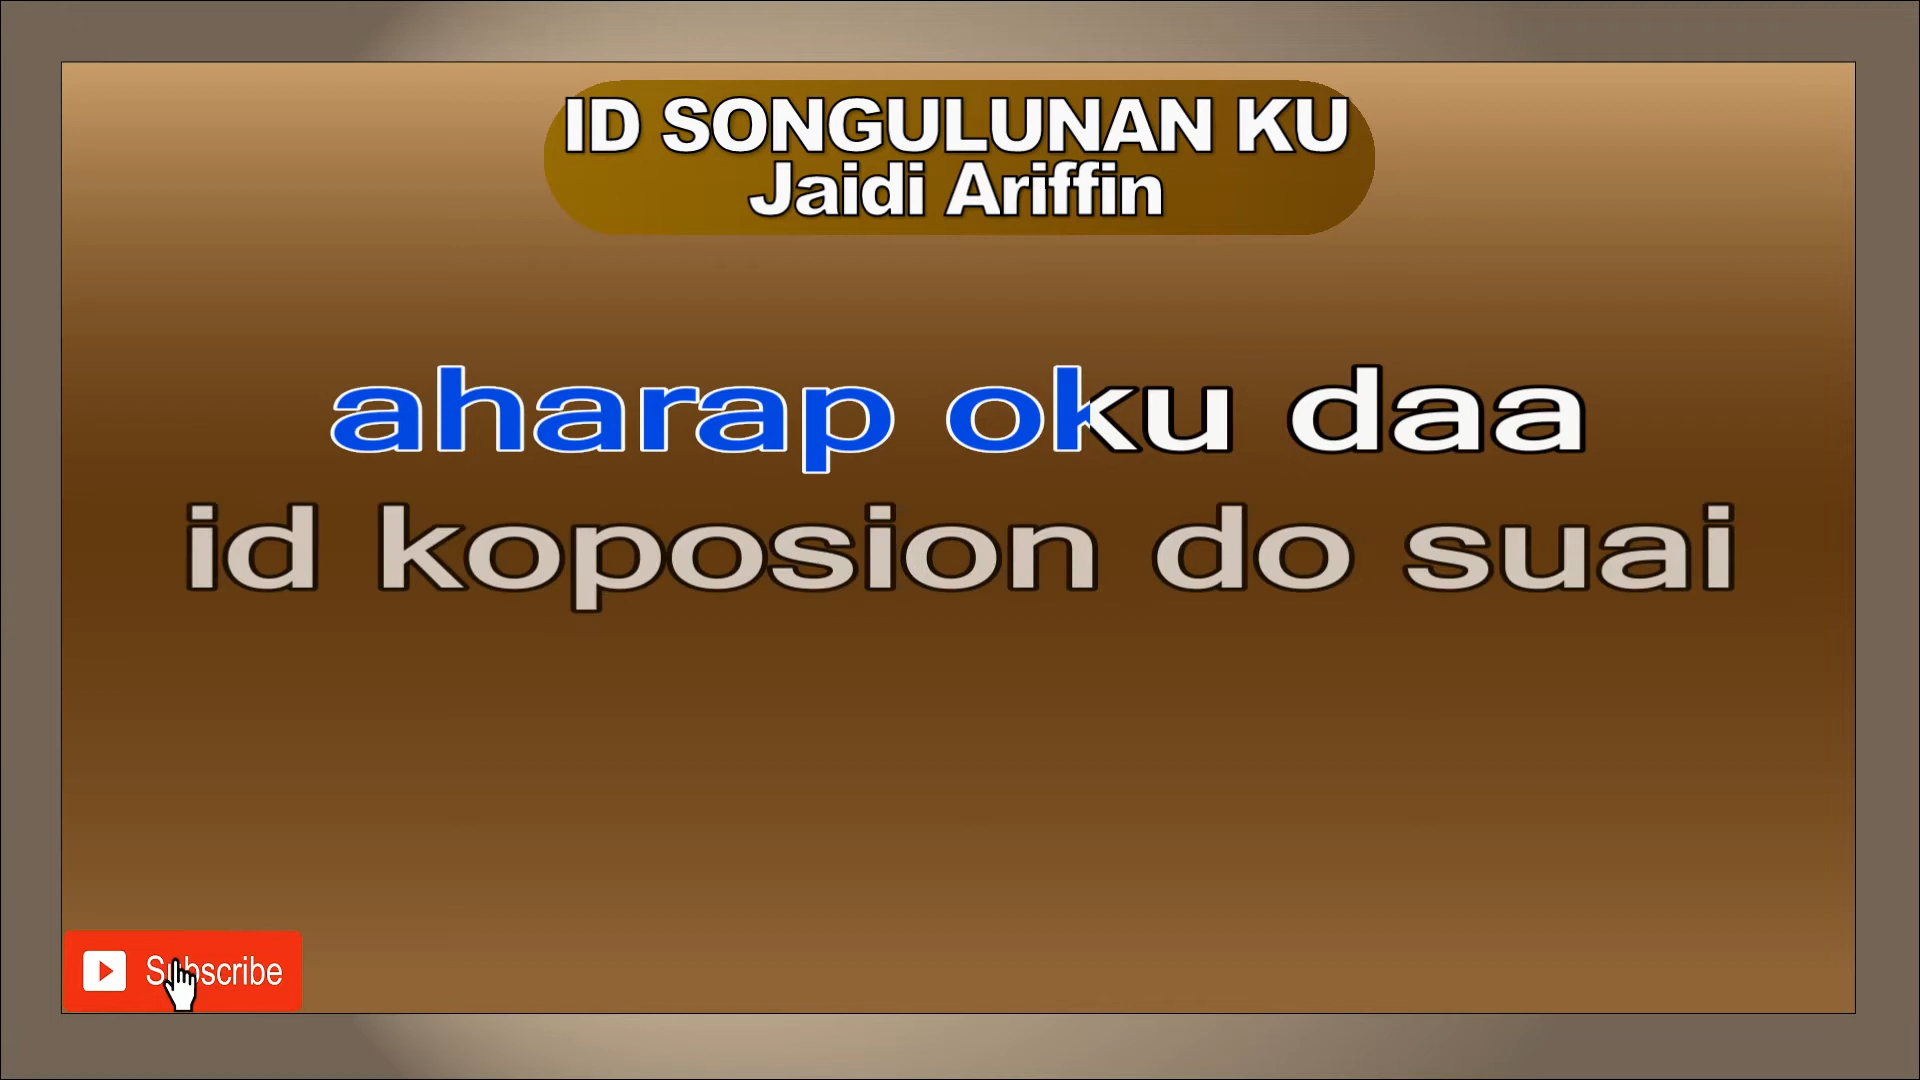 ID SONGULUNAN KU
Jaidi Ariffin
aharap oku daa
id koposion do suai
Subscribe